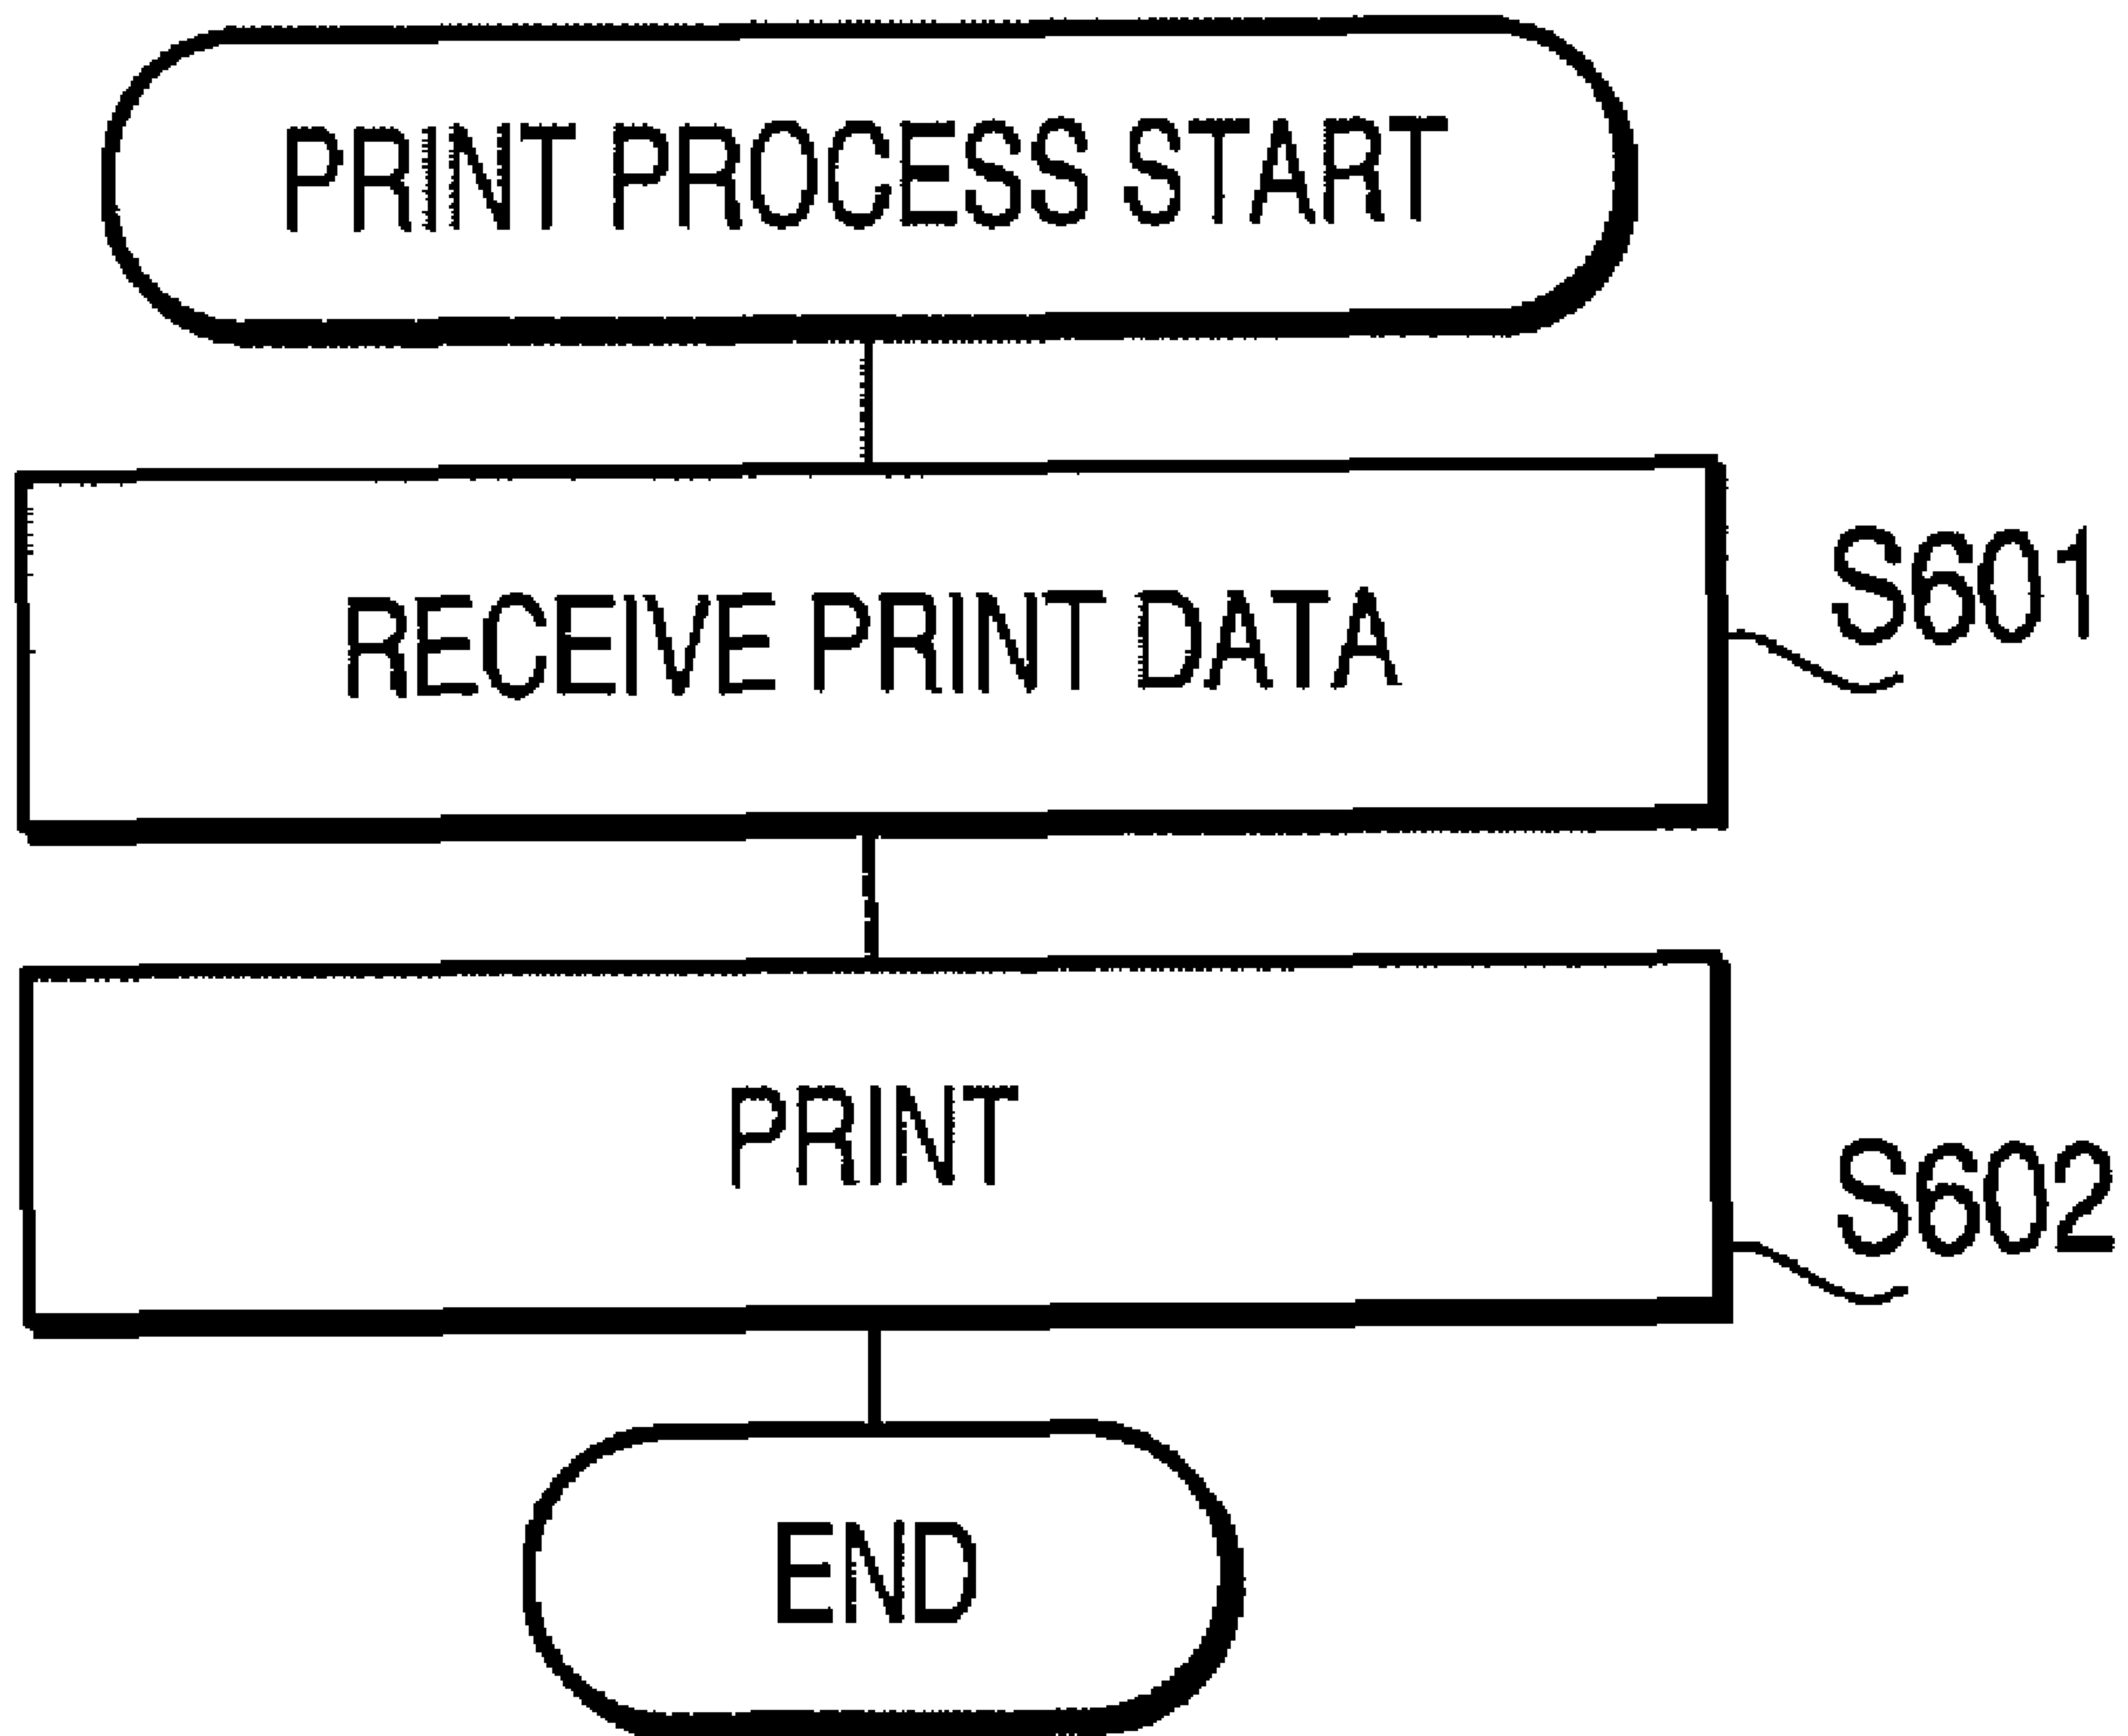 PRINT PROCESS START
RECEIVE PRINT DATA
S601
PRINT
S602
END